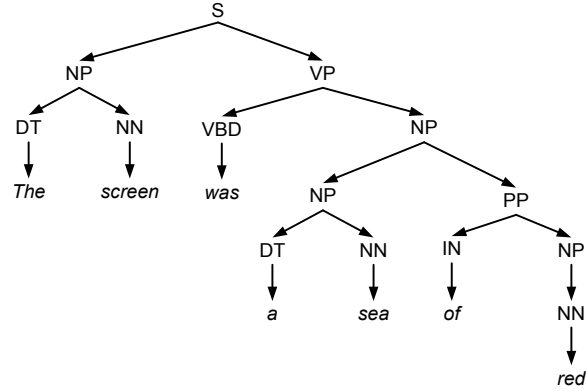 S
NP VP
DT NN VBD NP
The screen was NP PP
DT NN IN NP
a sea of NN
red